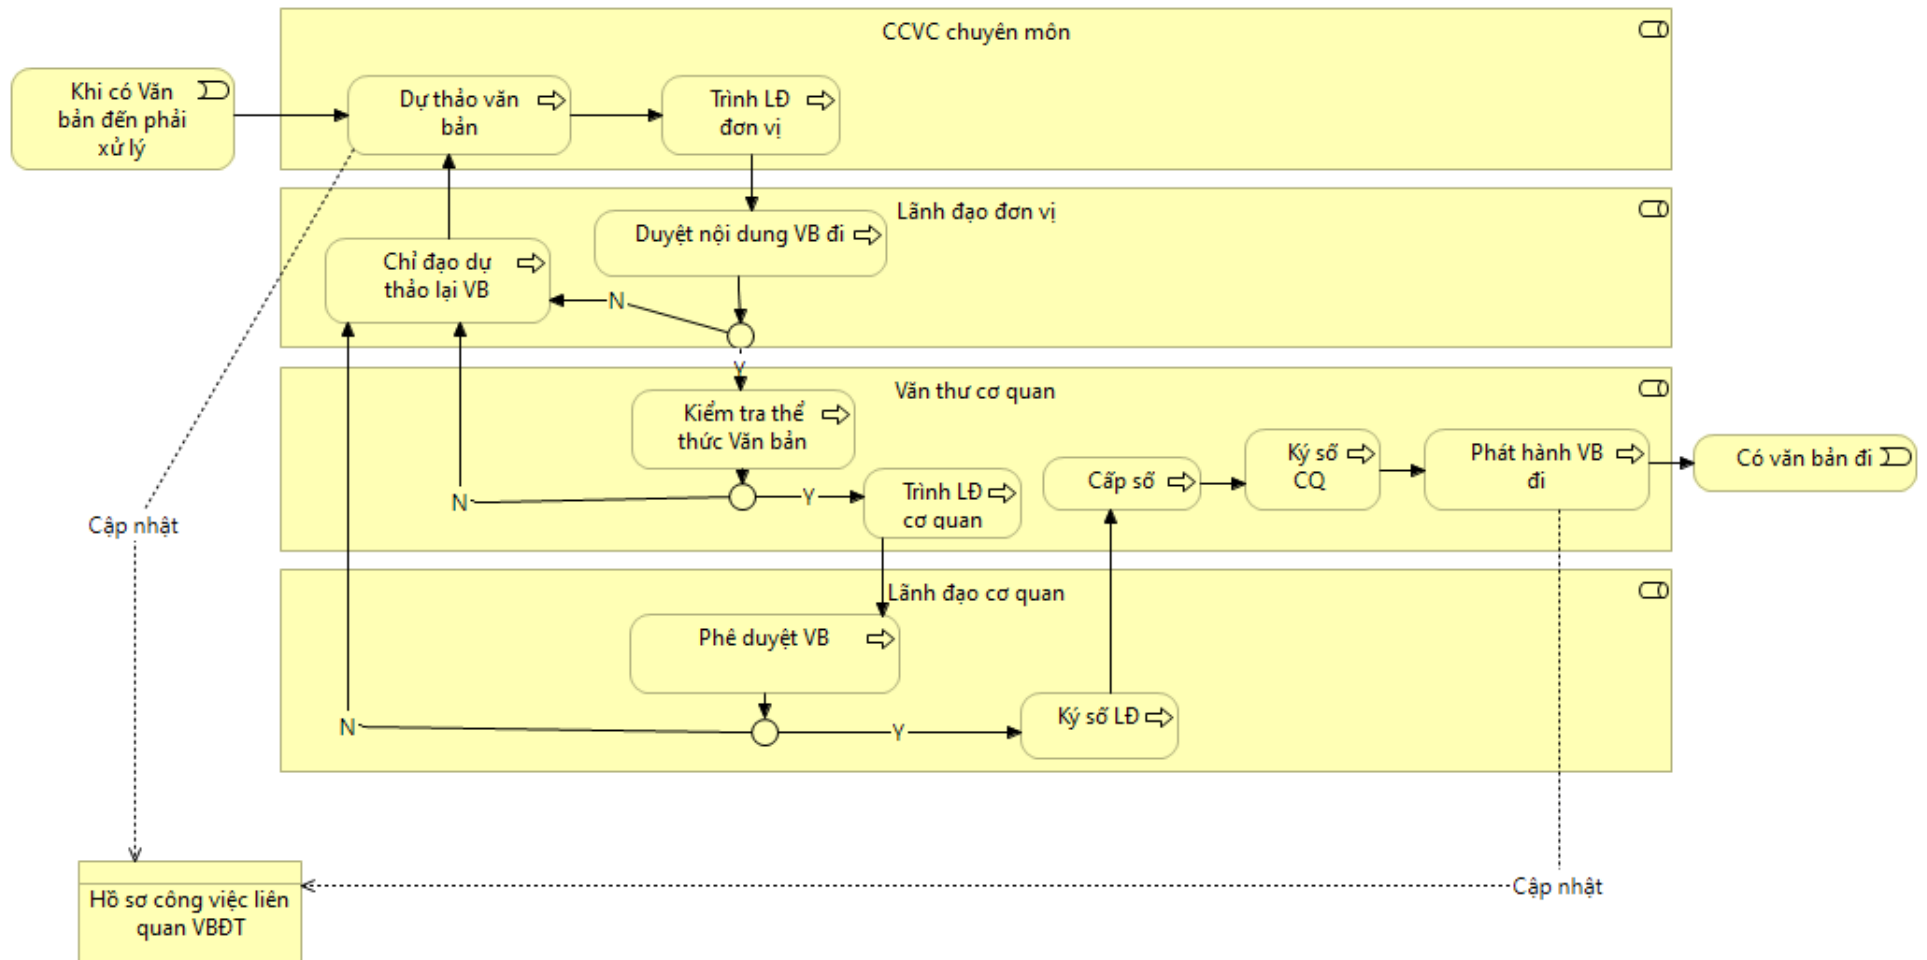 CCVC chuyên môn
Khi có Văn
bản đến phải
xử lý
Dự thảo văn
bản
Trình LĐ
đơn vị
Lãnh đạo đơn vị
Duyệt nội dung VB đi
Chỉ đạo dự
thảo lại VB
N
Y
Văn thư cơ quan
Kiểm tra thể
thức Văn bản
N
Y
Trình LĐ
cơ quan
Cấp số
Ký số
CQ
Phát hành VB
đi
Có văn bản đi
Cập nhật
Lãnh đạo cơ quan
Phê duyệt VB
N
Y
Ký số LĐ
Cập nhật
Hồ sơ công việc liên
quan VBĐT